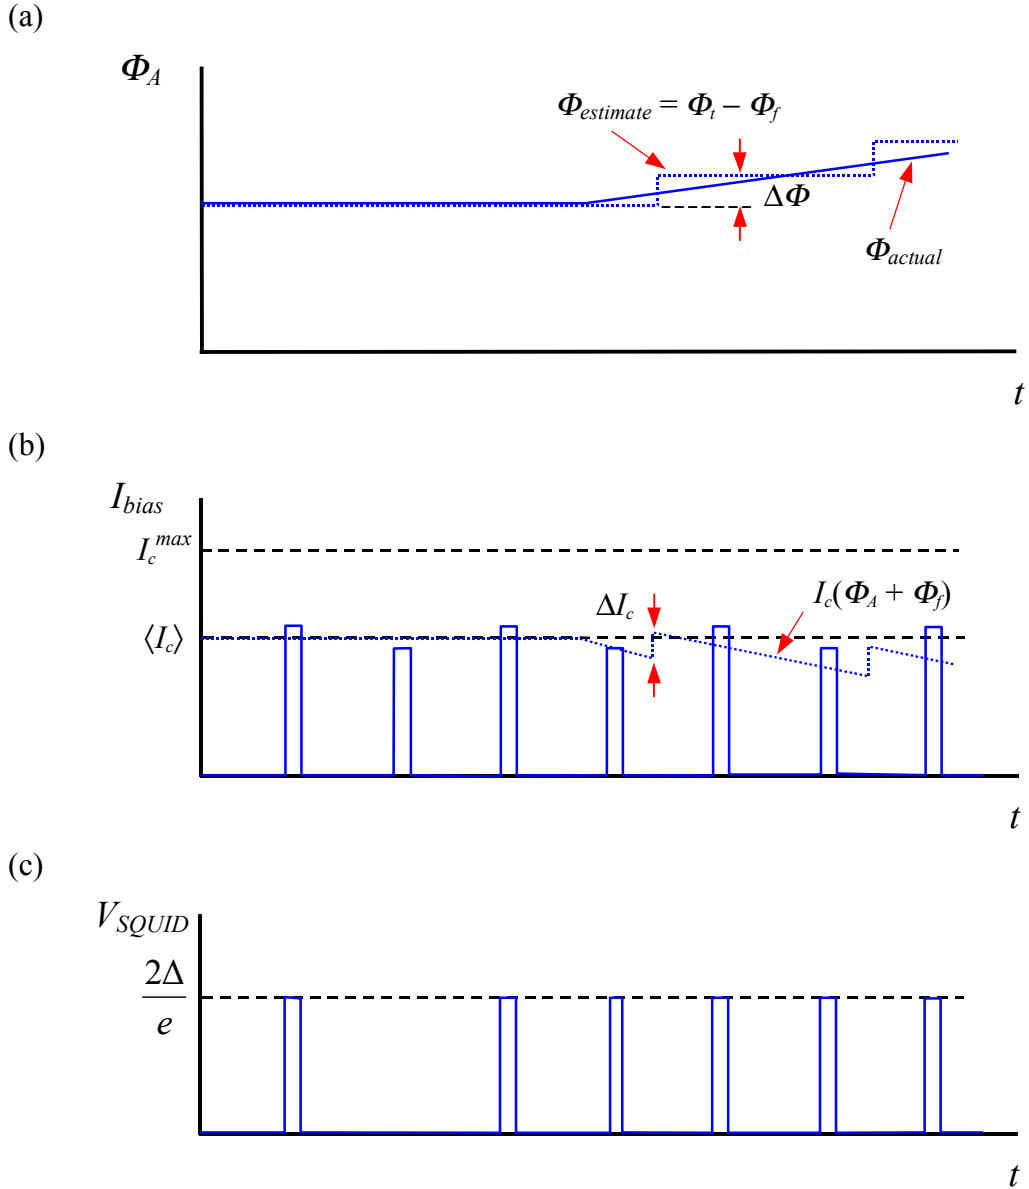 (a)
Φ_A
Φ_estimate = Φ_t − Φ_f
ΔΦ
Φ_actual
t
(b)
I_bias
I_c^max
ΔI_c
I_c(Φ_A + Φ_f)
⟨I_c⟩
t
(c)
V_SQUID
2Δ
e
t